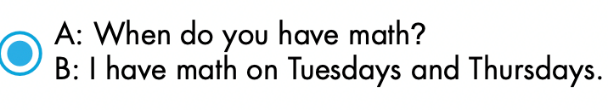 A: When do you have math?
B: I have math on Tuesdays and Thursdays.